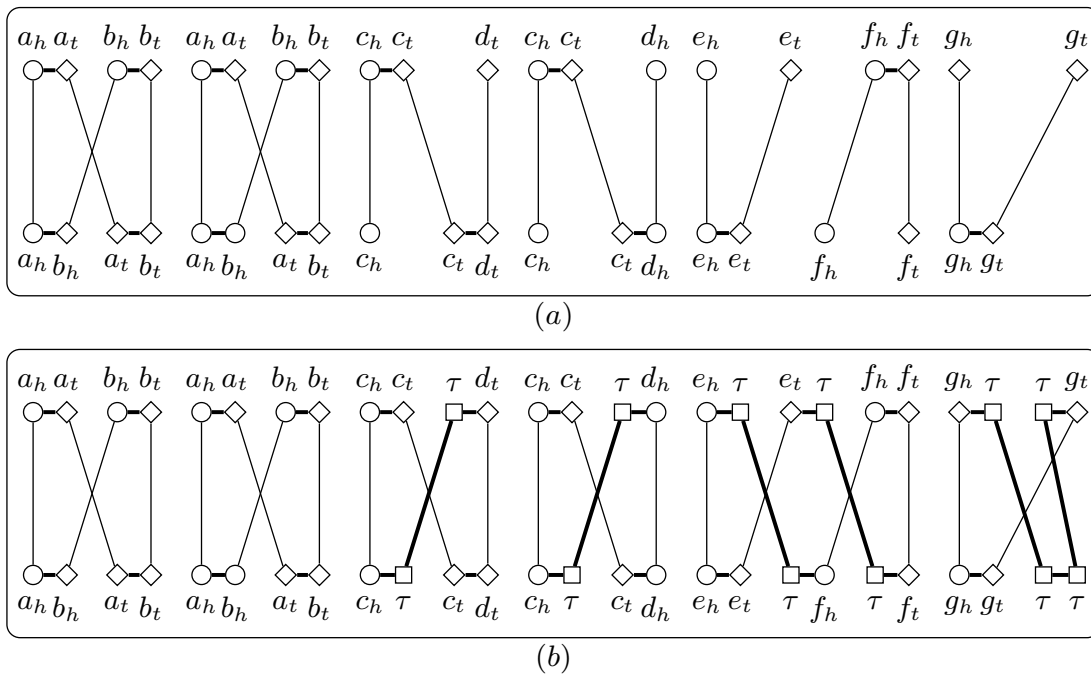 a_h a_t b_h b_t a_h a_t b_h b_t c_h c_t d_t c_h c_t d_h e_h e_t f_h f_t g_h g_t
a_h b_h a_t b_t a_h b_h a_t b_t c_h c_t d_t c_h c_t d_h e_h e_t f_h f_t g_h g_t
(a)
a_h a_t b_h b_t a_h a_t b_h b_t c_h c_t τ d_t c_h c_t τ d_h e_h τ e_t τ f_h f_t g_h τ τ g_t
a_h b_h a_t b_t a_h b_h a_t b_t c_h τ c_t d_t c_h τ c_t d_h e_h e_t τ f_h τ f_t g_h g_t τ τ
(b)